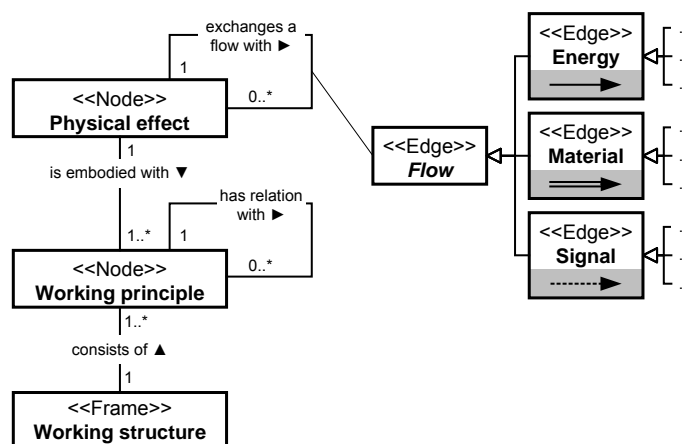 exchanges a
flow with ►
1
0..*
<<Node>>
Physical effect
1
is embodied with ▼
1..*
has relation
with ►
1
0..*
<<Node>>
Working principle
1..*
consists of ▲
1
<<Frame>>
Working structure
<<Edge>>
Flow
<<Edge>>
Energy
<<Edge>>
Material
<<Edge>>
Signal